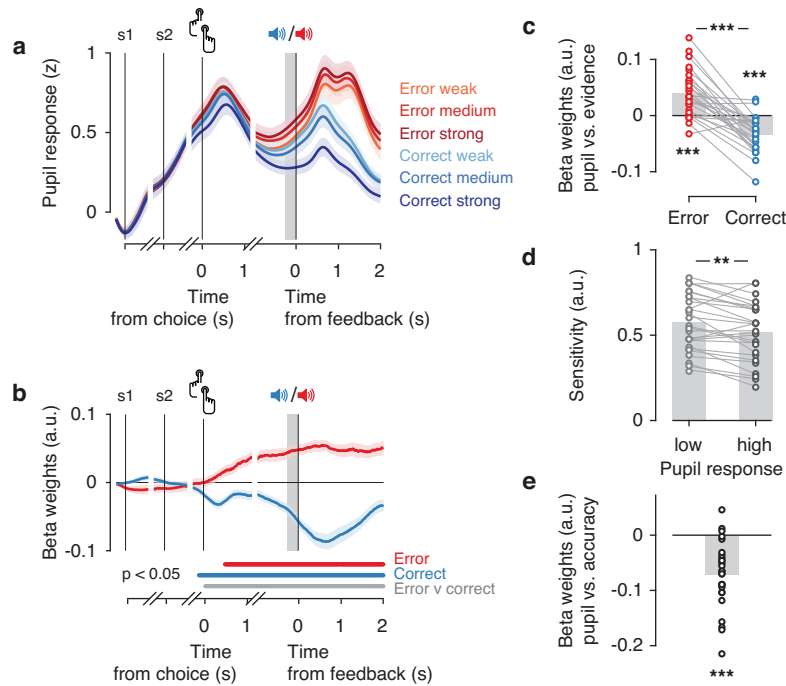 a
s1
s2
/
Pupil response (z)
1
0.5
0
Error weak
Error medium
Error strong
Correct weak
Correct medium
Correct strong
0
1
0
1
2
Time
from choice (s)
Time
from feedback (s)
b
s1
s2
/
Beta weights (a.u.)
0.1
0
-0.1
p < 0.05
Error
Correct
Error v correct
0
1
0
1
2
Time
from choice (s)
Time
from feedback (s)
c
***
***
***
Beta weights (a.u.)
pupil vs. evidence
0.1
0
-0.1
Error
Correct
d
**
Sensitivity (a.u.)
1
0.5
0
low
high
Pupil response
e
Beta weights (a.u.)
pupil vs. accuracy
0
-0.1
-0.2
***